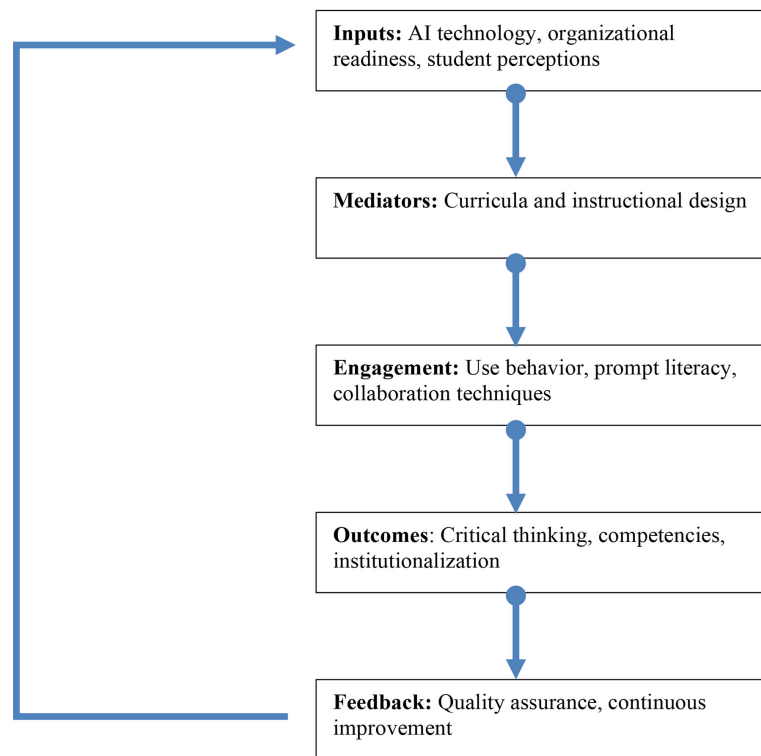 Inputs: AI technology, organizational
readiness, student perceptions
Mediators: Curricula and instructional design
Engagement: Use behavior, prompt literacy,
collaboration techniques
Outcomes: Critical thinking, competencies,
institutionalization
Feedback: Quality assurance, continuous
improvement